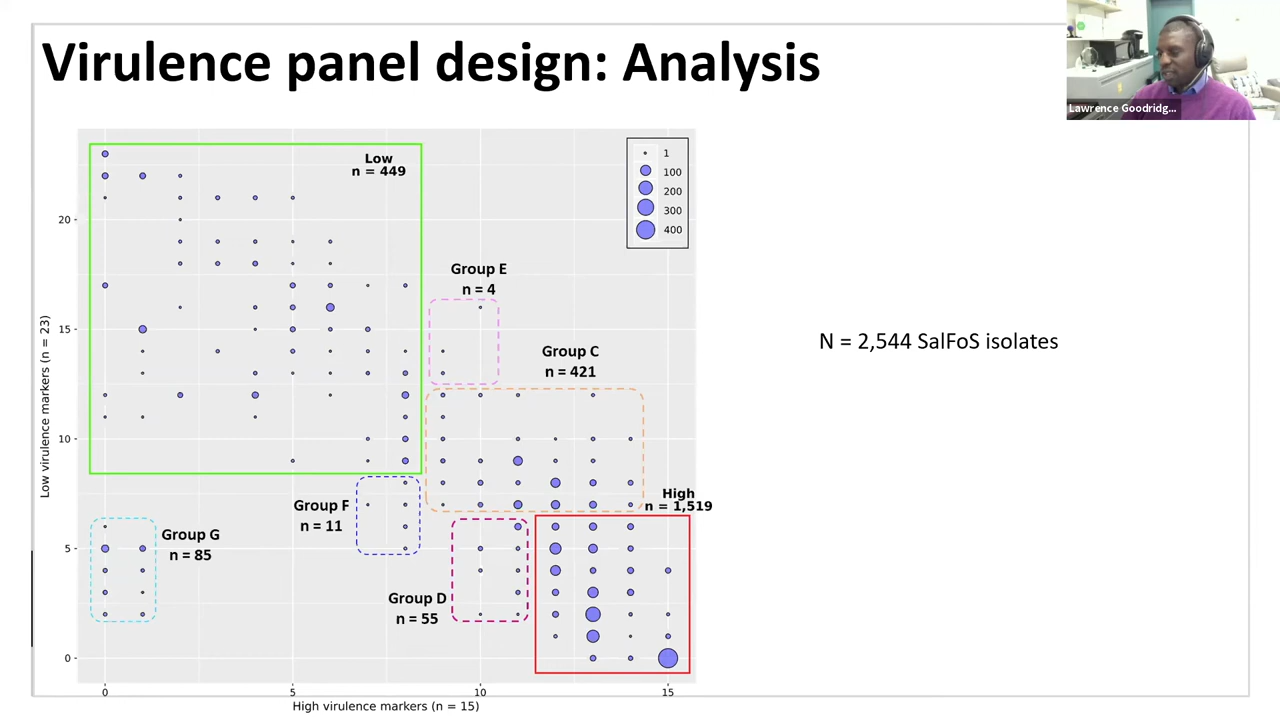 Virulence panel design: Analysis
Lawrence Goodridg...
Low
n = 449
1
100
200
300
400
Group E
n = 4
Group C
n = 421
High
n = 1,519
Group F
n = 11
Group G
n = 85
Group D
n = 55
N = 2,544 SalFoS isolates
Low virulence markers (n = 23)
20
15
10
5
0
0
5
10
15
High virulence markers (n = 15)